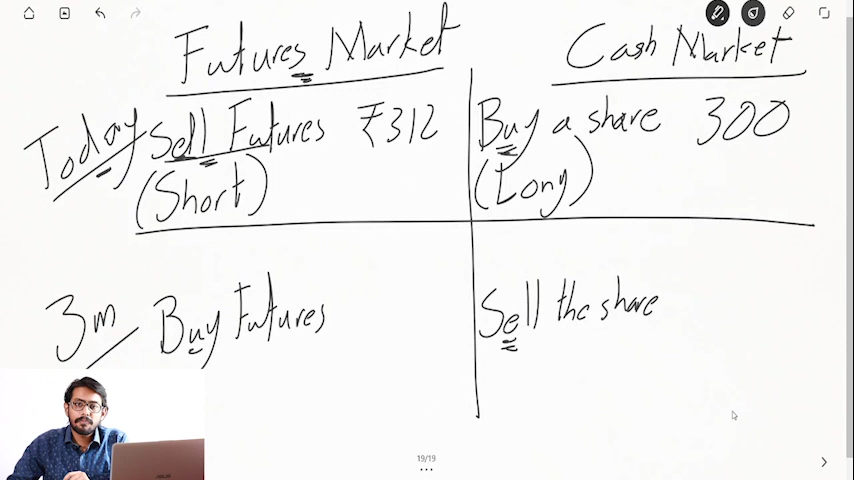 Futures Market
Cash Market
Today
Sell Futures ₹312
(Short)
Buy a share 300
(Long)
3m
Buy Futures
Sell the share
19/19